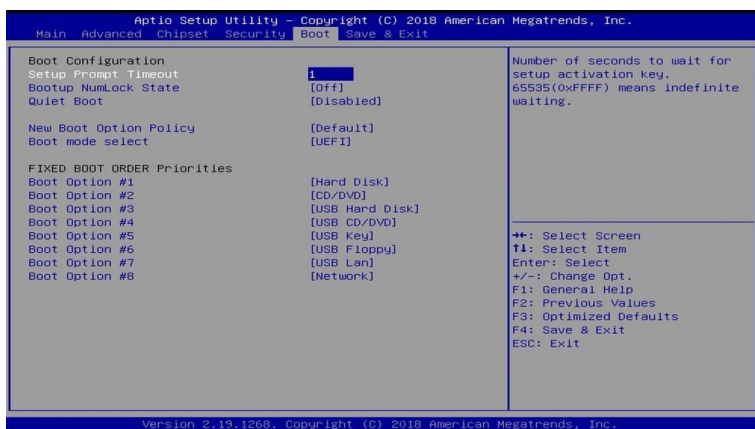 Aptio Setup Utility – Copyright (C) 2018 American Megatrends, Inc.
Main Advanced Chipset Security Boot Save & Exit
Boot Configuration
Setup Prompt Timeout 1
Bootup NumLock State [Off]
Quiet Boot [Disabled]
New Boot Option Policy [Default]
Boot mode select [UEFI]
FIXED BOOT ORDER Priorities
Boot Option #1 [Hard Disk]
Boot Option #2 [CD/DVD]
Boot Option #3 [USB Hard Disk]
Boot Option #4 [USB CD/DVD]
Boot Option #5 [USB Key]
Boot Option #6 [USB Floppy]
Boot Option #7 [USB Lan]
Boot Option #8 [Network]
Number of seconds to wait for
setup activation key.
65535(0xFFFF) means indefinite
waiting.
→←: Select Screen
↑↓: Select Item
Enter: Select
+/-: Change Opt.
F1: General Help
F2: Previous Values
F3: Optimized Defaults
F4: Save & Exit
ESC: Exit
Version 2.19.1268. Copyright (C) 2018 American Megatrends, Inc.